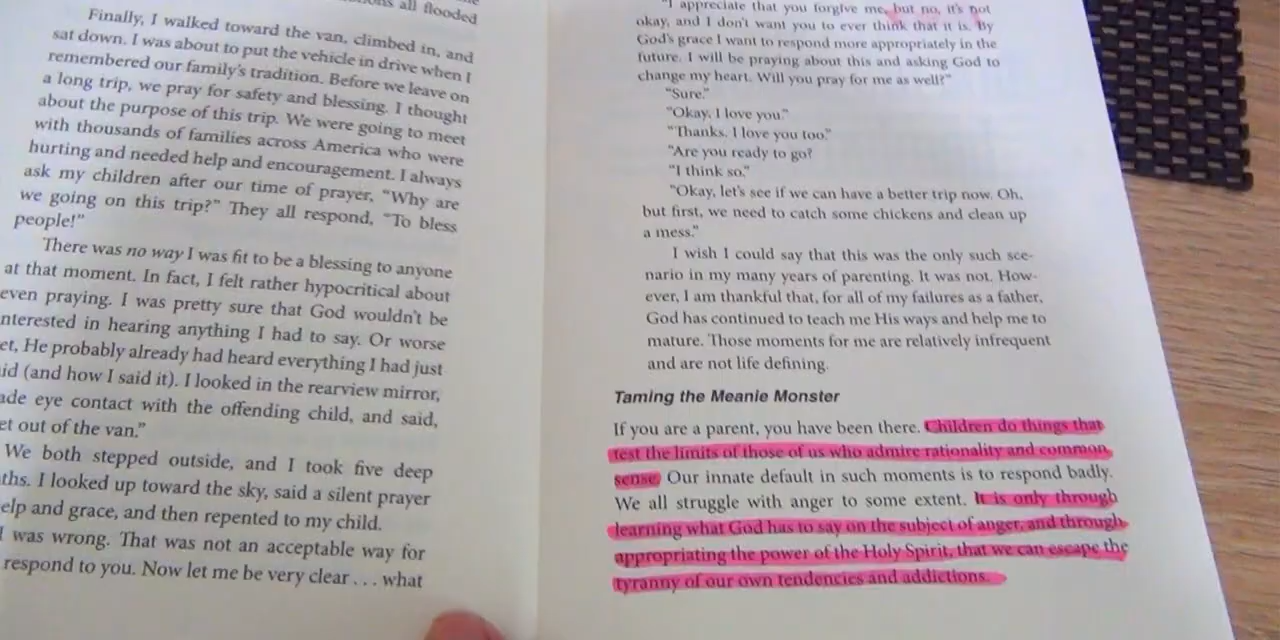 all flooded
Finally, I walked toward the van, climbed in, and
sat down. I was about to put the vehicle in drive when I
remembered our family's tradition. Before we leave on
a long trip, we pray for safety and blessing. I thought
about the purpose of this trip. We were going to meet
with thousands of families across America who were
hurting and needed help and encouragement. I always
ask my children after our time of prayer, “Why are
we going on this trip?” They all respond, “To bless
people!”
There was no way I was fit to be a blessing to anyone
at that moment. In fact, I felt rather hypocritical about
even praying. I was pretty sure that God wouldn't be
nterested in hearing anything I had to say. Or worse
et, He probably already had heard everything I had just
id (and how I said it). I looked in the rearview mirror,
ade eye contact with the offending child, and said,
et out of the van.”
We both stepped outside, and I took five deep
ths. I looked up toward the sky, said a silent prayer
elp and grace, and then repented to my child.
I was wrong. That was not an acceptable way for
respond to you. Now let me be very clear . . . what
“I appreciate that you forgive me, but no, it's not
okay, and I don't want you to ever think that it is. By
God's grace I want to respond more appropriately in the
future. I will be praying about this and asking God to
change my heart. Will you pray for me as well?”
“Sure.”
“Okay. I love you.”
“Thanks. I love you too.”
“Are you ready to go?
“I think so.”
“Okay, let's see if we can have a better trip now. Oh,
but first, we need to catch some chickens and clean up
a mess.”
I wish I could say that this was the only such sce-
nario in my many years of parenting. It was not. How-
ever, I am thankful that, for all of my failures as a father,
God has continued to teach me His ways and help me to
mature. Those moments for me are relatively infrequent
and are not life defining.
Taming the Meanie Monster
If you are a parent, you have been there. Children do things that
test the limits of those of us who admire rationality and common
sense. Our innate default in such moments is to respond badly.
We all struggle with anger to some extent. It is only through
learning what God has to say on the subject of anger, and through
appropriating the power of the Holy Spirit, that we can escape the
tyranny of our own tendencies and addictions.